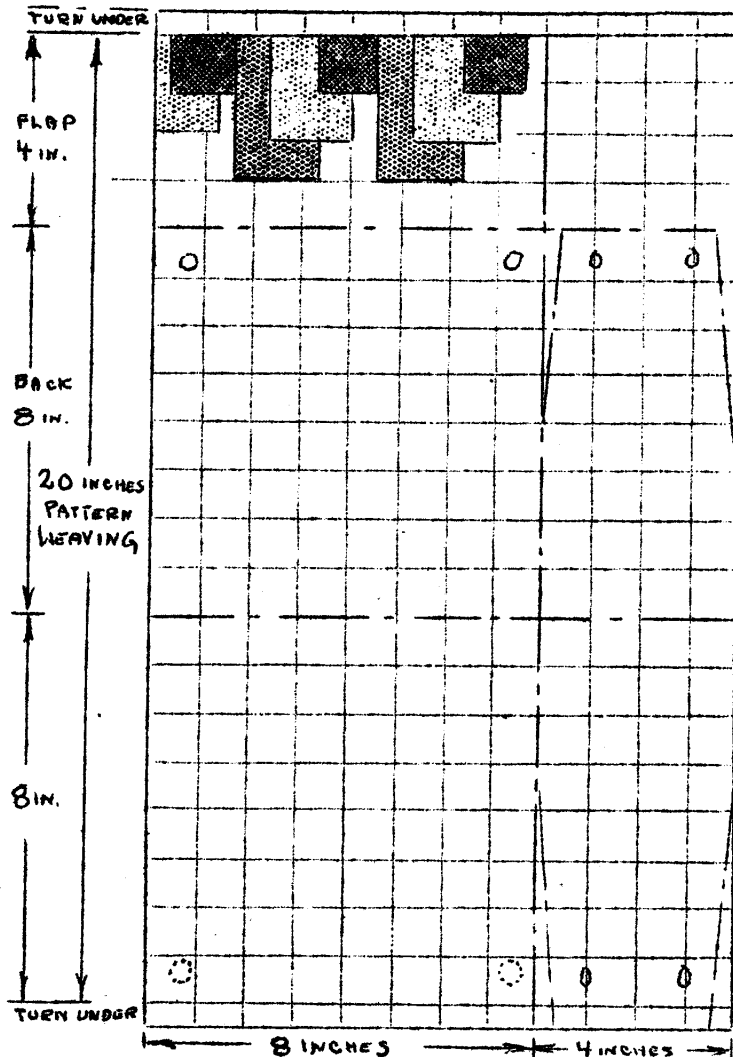 TURN UNDER
FLAP
4 IN.
BACK
8 IN.
20 INCHES
PATTERN
WEAVING
8 IN.
TURN UNDER
8 INCHES
4 INCHES